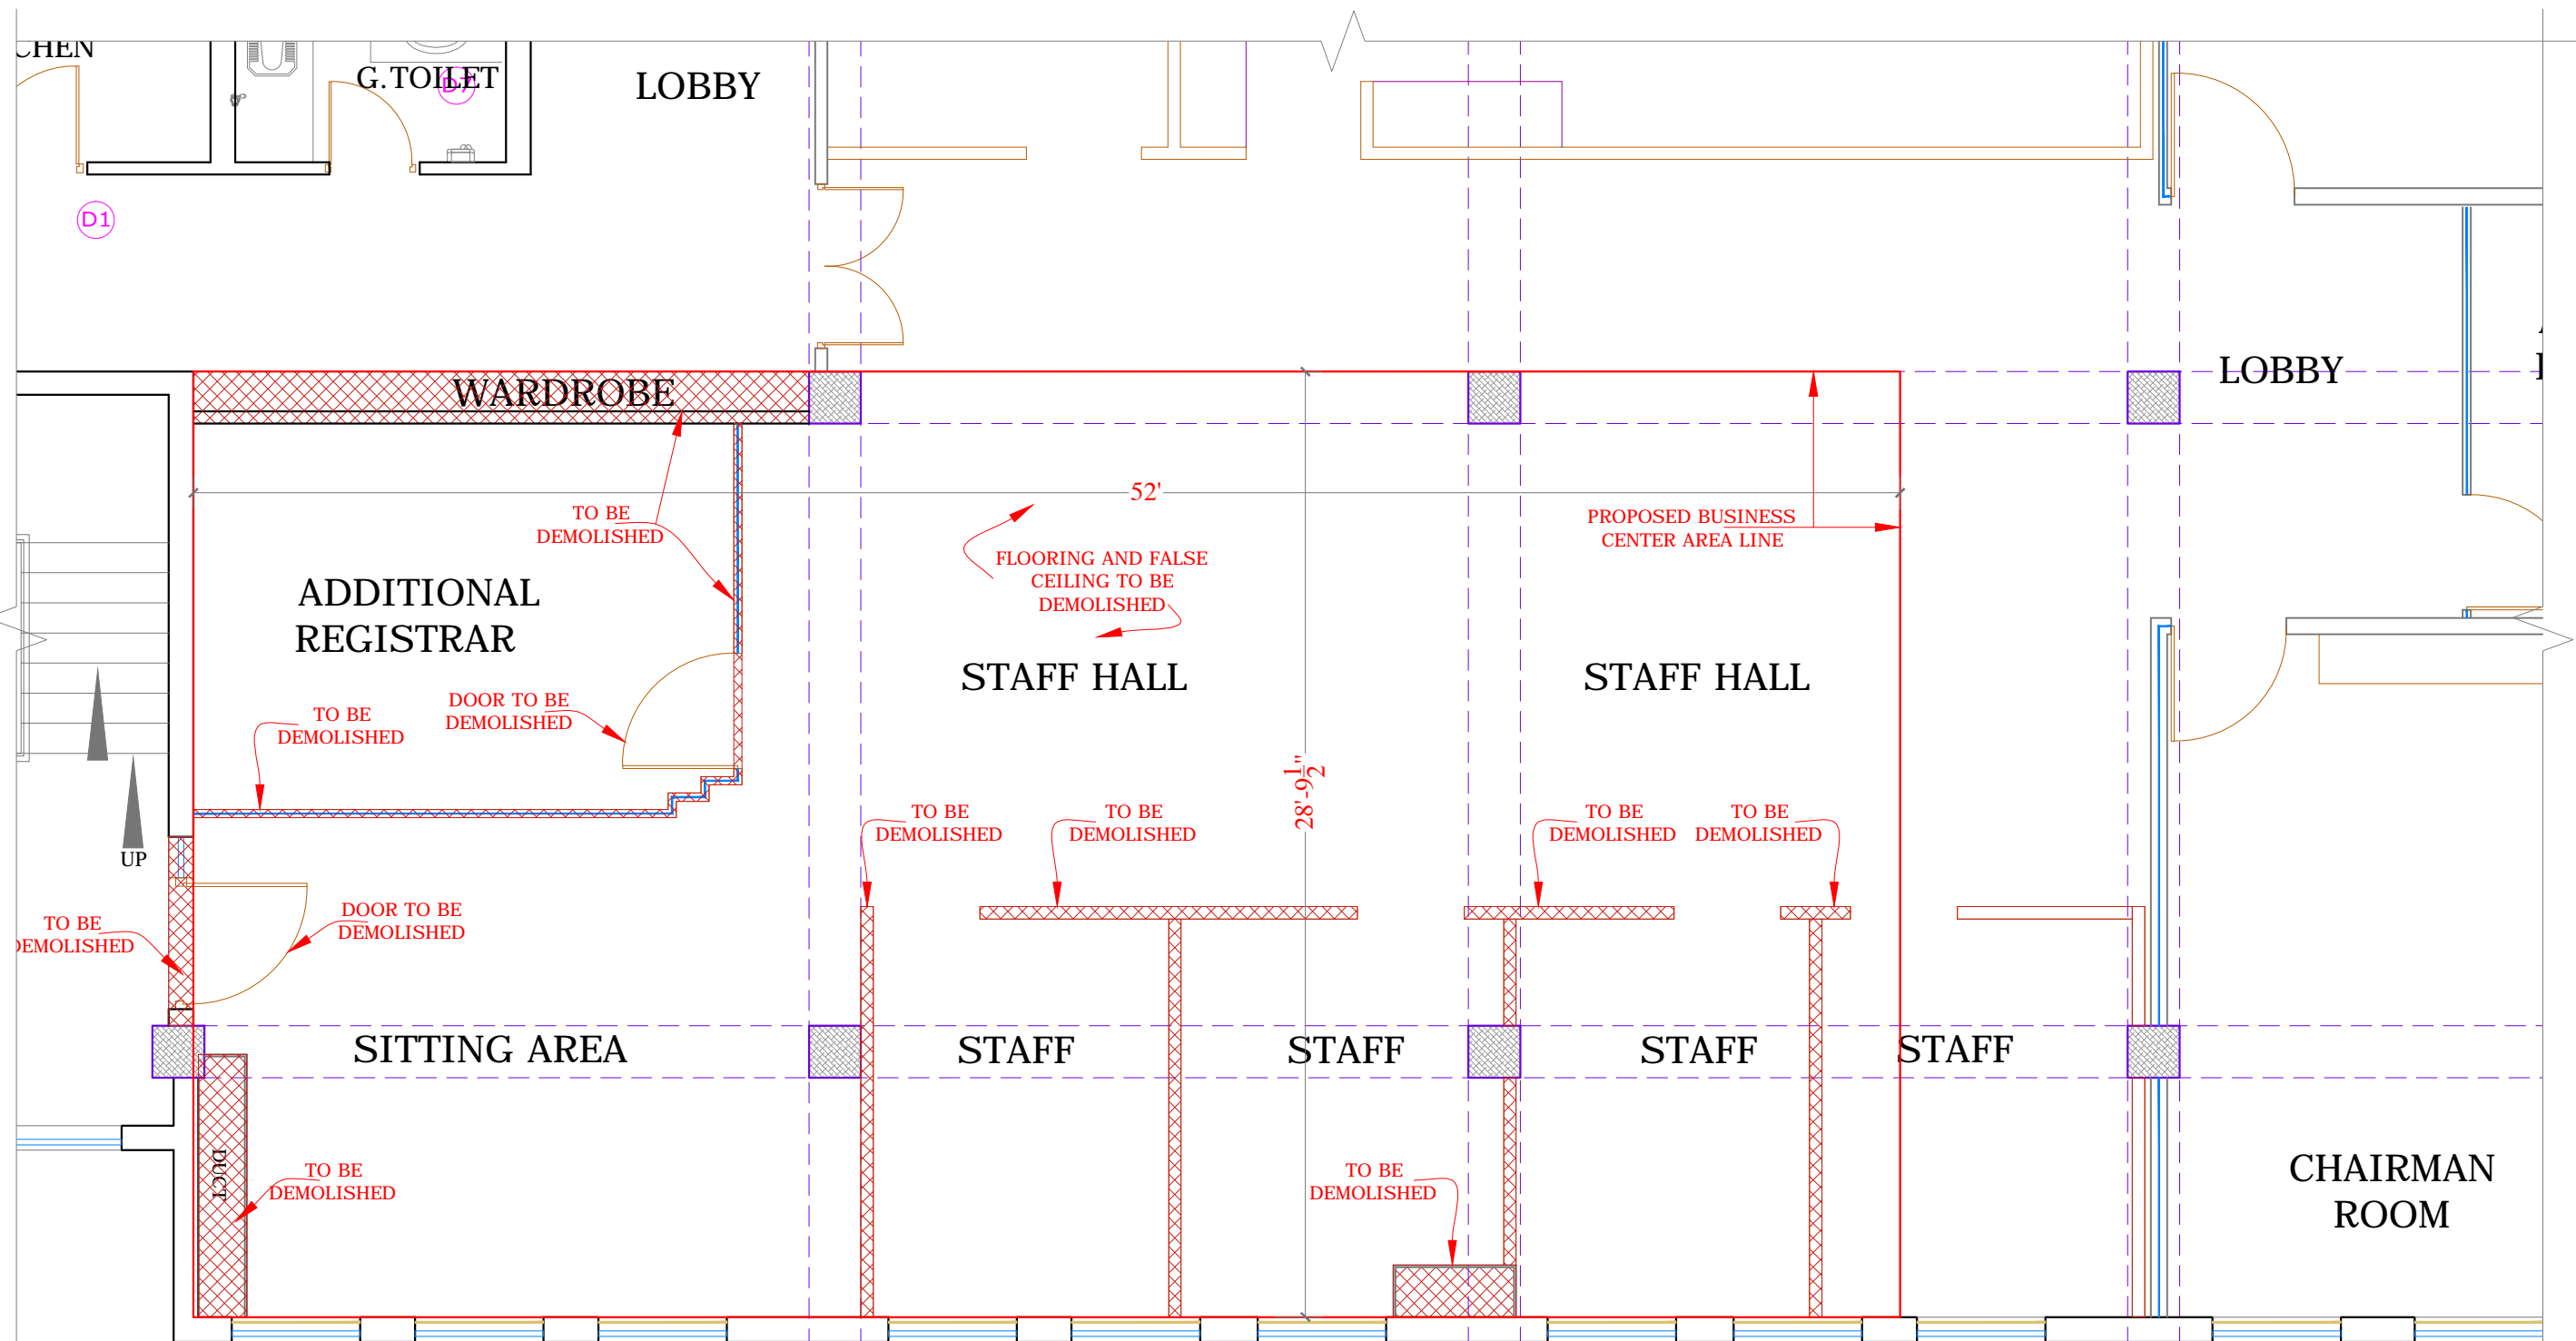 CHEN
G.TOILET
D7
LOBBY
D1
WARDROBE
LOBBY
52'
TO BE
DEMOLISHED
PROPOSED BUSINESS
CENTER AREA LINE
FLOORING AND FALSE
CEILING TO BE
DEMOLISHED
ADDITIONAL
REGISTRAR
STAFF HALL
STAFF HALL
DOOR TO BE
DEMOLISHED
TO BE
DEMOLISHED
28'-9 1/2"
UP
TO BE
DEMOLISHED
TO BE
DEMOLISHED
TO BE
DEMOLISHED
TO BE
DEMOLISHED
DOOR TO BE
DEMOLISHED
TO BE
DEMOLISHED
SITTING AREA
STAFF
STAFF
STAFF
STAFF
DUCT
TO BE
DEMOLISHED
TO BE
DEMOLISHED
CHAIRMAN
ROOM